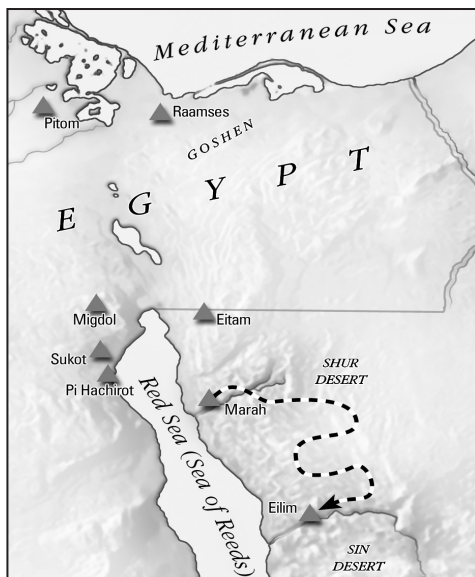 Mediterranean Sea
Pitom
Raamses
GOSHEN
EGYPT
Migdol
Eitam
Sukot
Pi Hachirot
SHUR
DESERT
Marah
Red Sea (Sea of Reeds)
Eilim
SIN
DESERT